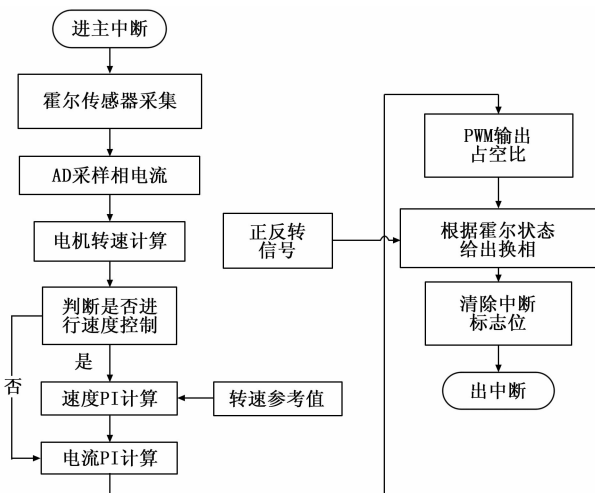 进主中断
霍尔传感器采集
AD采样相电流
电机转速计算
判断是否进
行速度控制
是
否
速度PI计算
转速参考值
电流PI计算
PWM输出
占空比
正反转
信号
根据霍尔状态
给出换相
清除中断
标志位
出中断